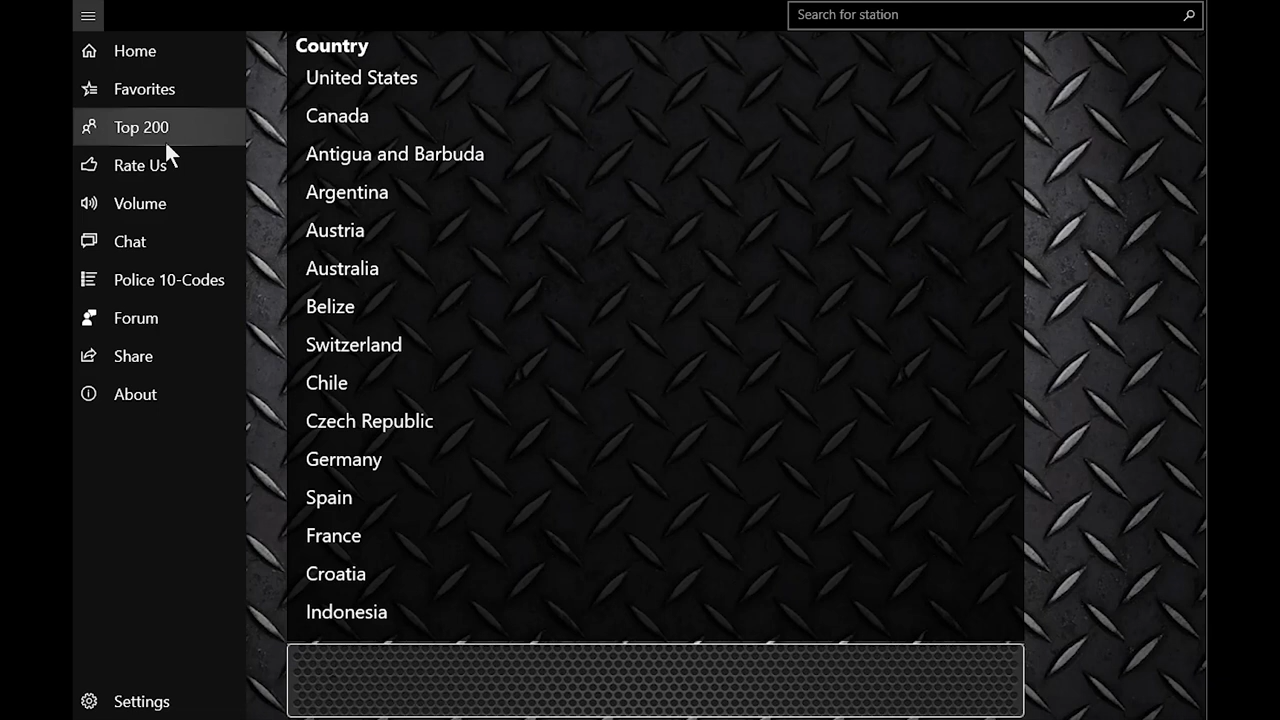 Search for station
Home
Favorites
Top 200
Rate Us
Volume
Chat
Police 10-Codes
Forum
Share
About
Settings
Country
United States
Canada
Antigua and Barbuda
Argentina
Austria
Australia
Belize
Switzerland
Chile
Czech Republic
Germany
Spain
France
Croatia
Indonesia